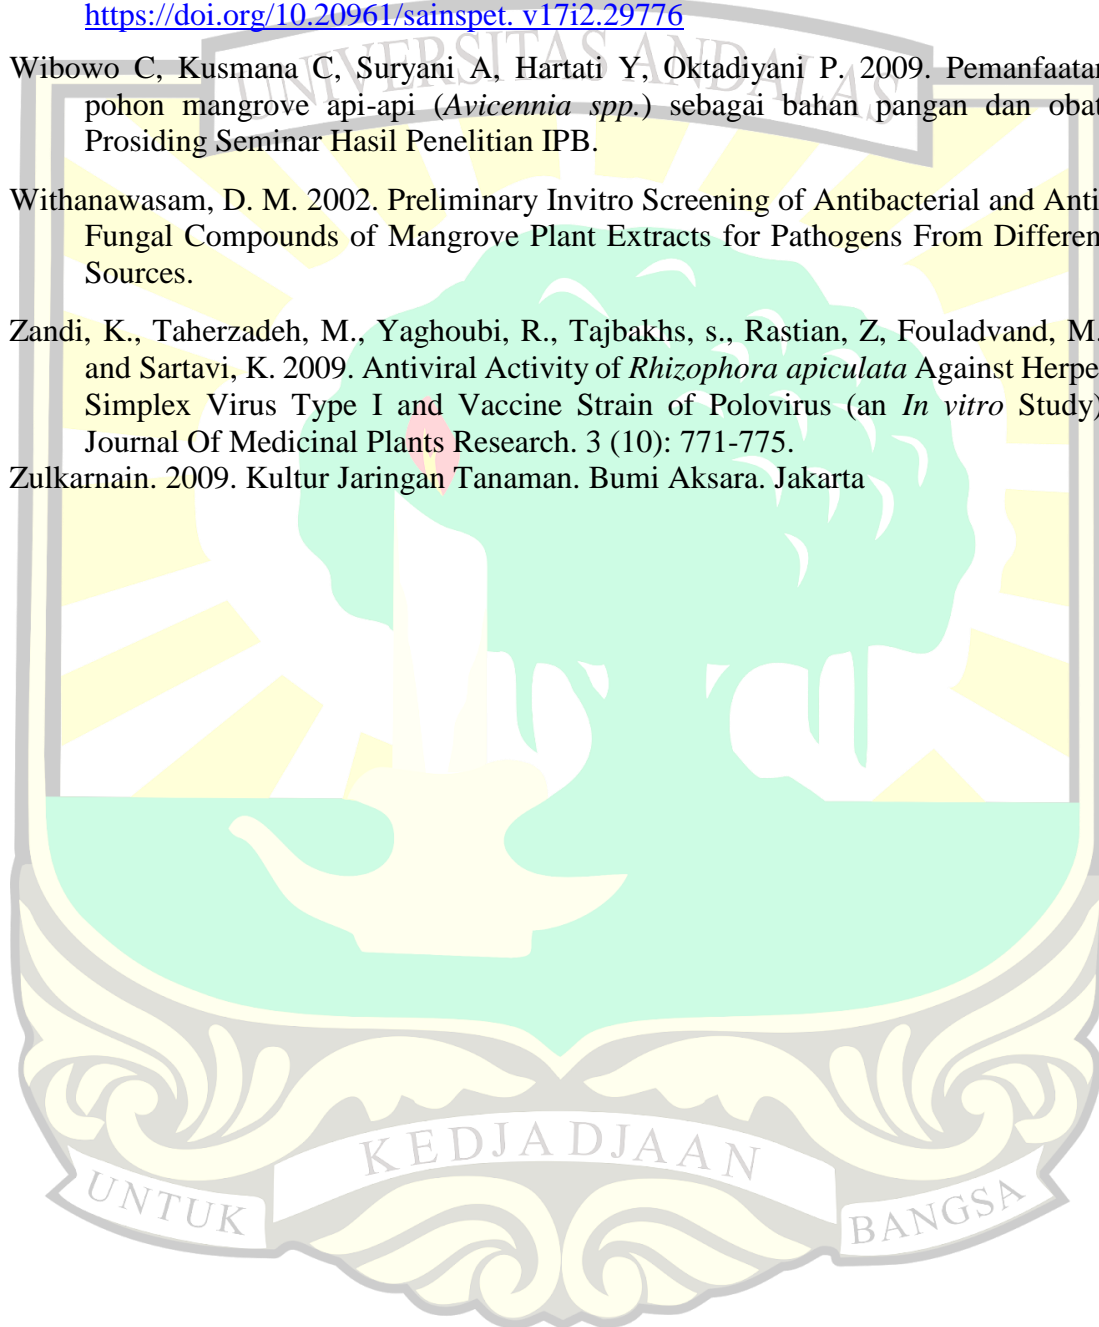 https://doi.org/10.20961/sainspet. v17i2.29776
UNIVERSITAS ANDALAS
Wibowo C, Kusmana C, Suryani A, Hartati Y, Oktadiyani P. 2009. Pemanfaatan
pohon mangrove api-api (Avicennia spp.) sebagai bahan pangan dan obat
Prosiding Seminar Hasil Penelitian IPB.
Withanawasam, D. M. 2002. Preliminary Invitro Screening of Antibacterial and Anti
Fungal Compounds of Mangrove Plant Extracts for Pathogens From Differen
Sources.
Zandi, K., Taherzadeh, M., Yaghoubi, R., Tajbakhs, s., Rastian, Z, Fouladvand, M.
and Sartavi, K. 2009. Antiviral Activity of Rhizophora apiculata Against Herpe
Simplex Virus Type I and Vaccine Strain of Polovirus (an In vitro Study)
Journal Of Medicinal Plants Research. 3 (10): 771-775.
Zulkarnain. 2009. Kultur Jaringan Tanaman. Bumi Aksara. Jakarta
UNTUK KEDJADJAAN BANGSA